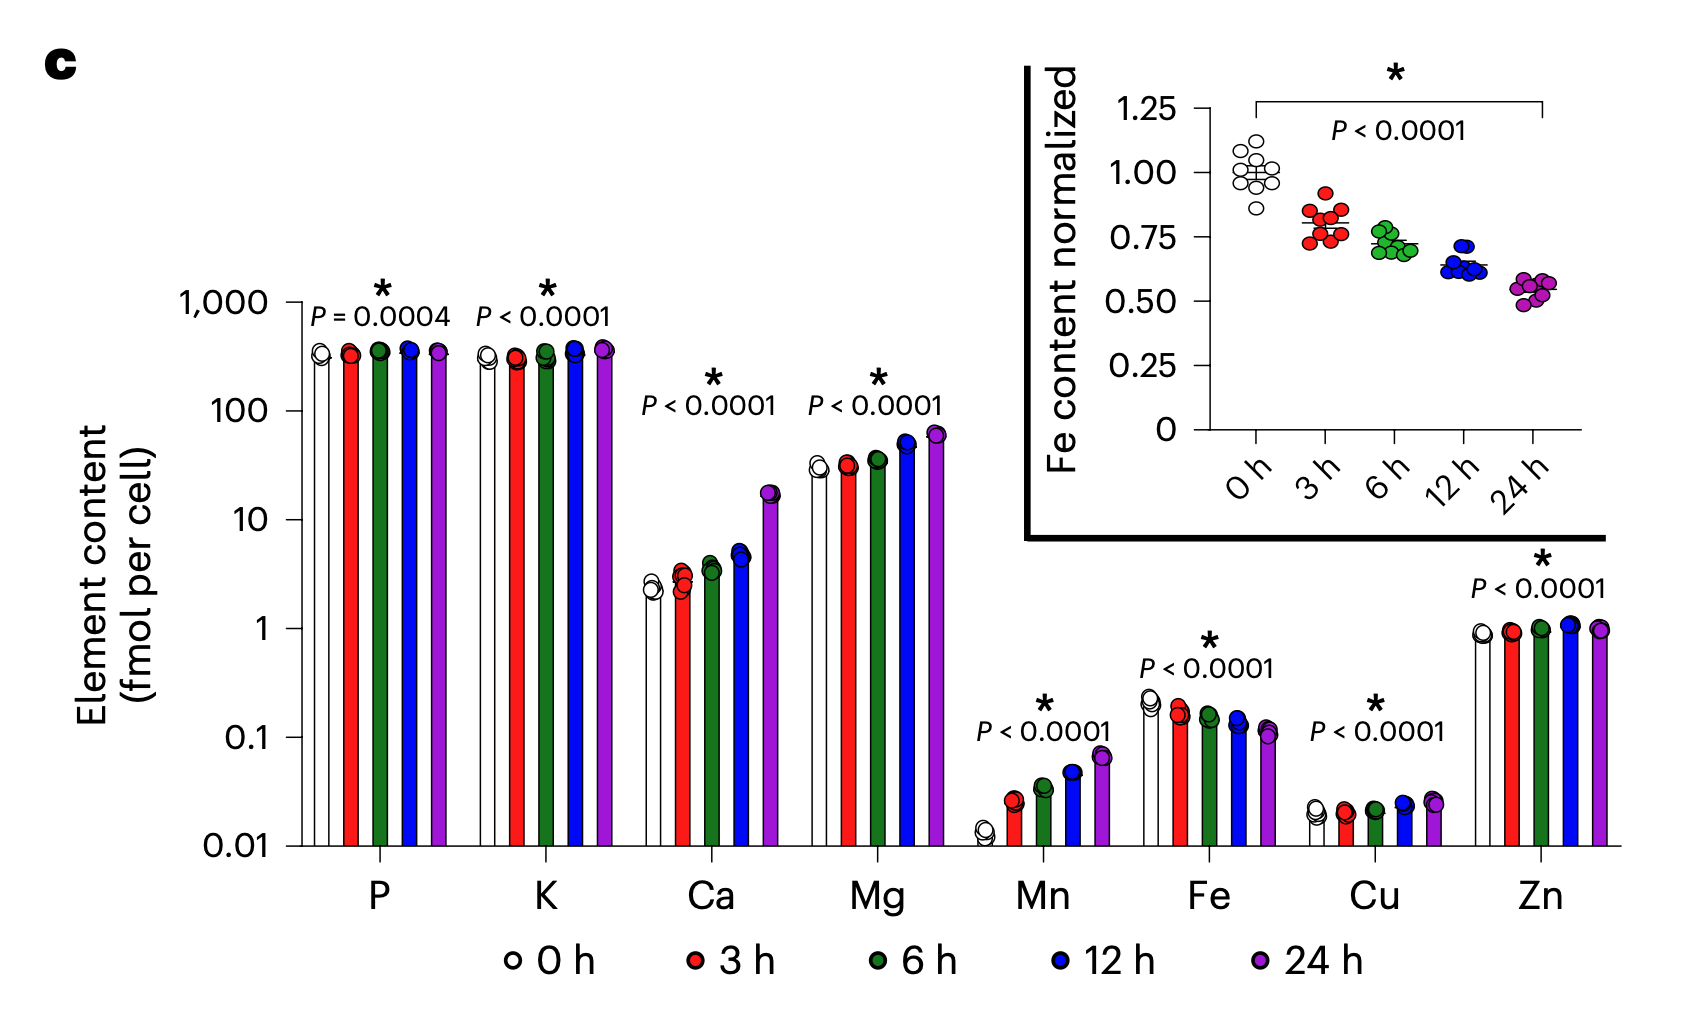 c
Fe content normalized
*
P < 0.0001
1.25
1.00
0.75
0.50
0.25
0
0 h
3 h
6 h
12 h
24 h
Element content
(fmol per cell)
1,000
100
10
1
0.1
0.01
*
P = 0.0004
*
P < 0.0001
*
P < 0.0001
*
P < 0.0001
*
P < 0.0001
*
P < 0.0001
*
P < 0.0001
*
P < 0.0001
P K Ca Mg Mn Fe Cu Zn
0 h 3 h 6 h 12 h 24 h